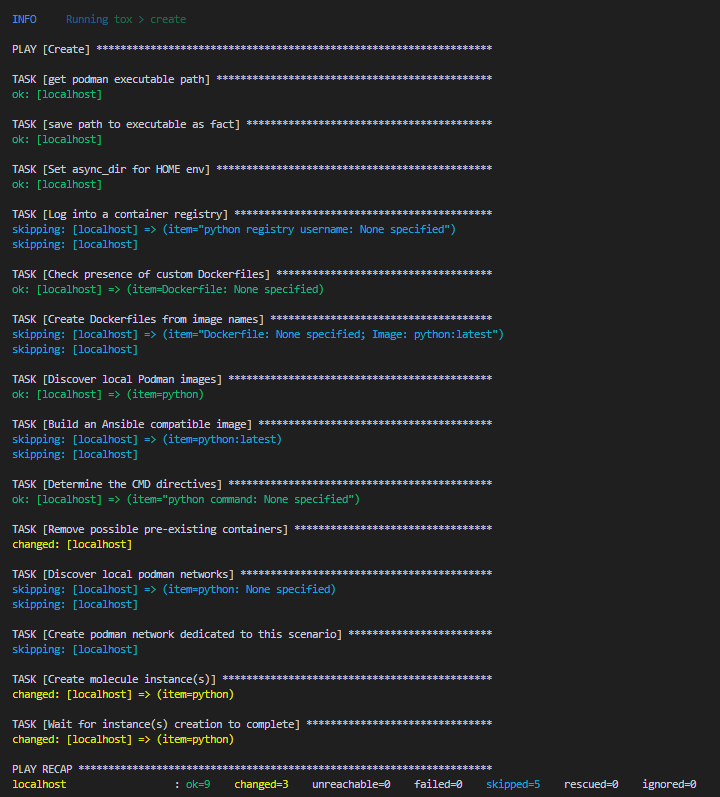 INFO     Running tox > create
PLAY [Create] ******************************************************************
TASK [get podman executable path] **********************************************
ok: [localhost]
TASK [save path to executable as fact] *****************************************
ok: [localhost]
TASK [Set async_dir for HOME env] **********************************************
ok: [localhost]
TASK [Log into a container registry] *******************************************
skipping: [localhost] => (item="python registry username: None specified")
skipping: [localhost]
TASK [Check presence of custom Dockerfiles] ************************************
ok: [localhost] => (item=Dockerfile: None specified)
TASK [Create Dockerfiles from image names] *************************************
skipping: [localhost] => (item="Dockerfile: None specified; Image: python:latest")
skipping: [localhost]
TASK [Discover local Podman images] ********************************************
ok: [localhost] => (item=python)
TASK [Build an Ansible compatible image] ***************************************
skipping: [localhost] => (item=python:latest)
skipping: [localhost]
TASK [Determine the CMD directives] ********************************************
ok: [localhost] => (item="python command: None specified")
TASK [Remove possible pre-existing containers] *********************************
changed: [localhost]
TASK [Discover local podman networks] ******************************************
skipping: [localhost] => (item=python: None specified)
skipping: [localhost]
TASK [Create podman network dedicated to this scenario] ************************
skipping: [localhost]
TASK [Create molecule instance(s)] *********************************************
changed: [localhost] => (item=python)
TASK [Wait for instance(s) creation to complete] *******************************
changed: [localhost] => (item=python)
PLAY RECAP *********************************************************************
localhost                  : ok=9    changed=3    unreachable=0    failed=0    skipped=5    rescued=0    ignored=0